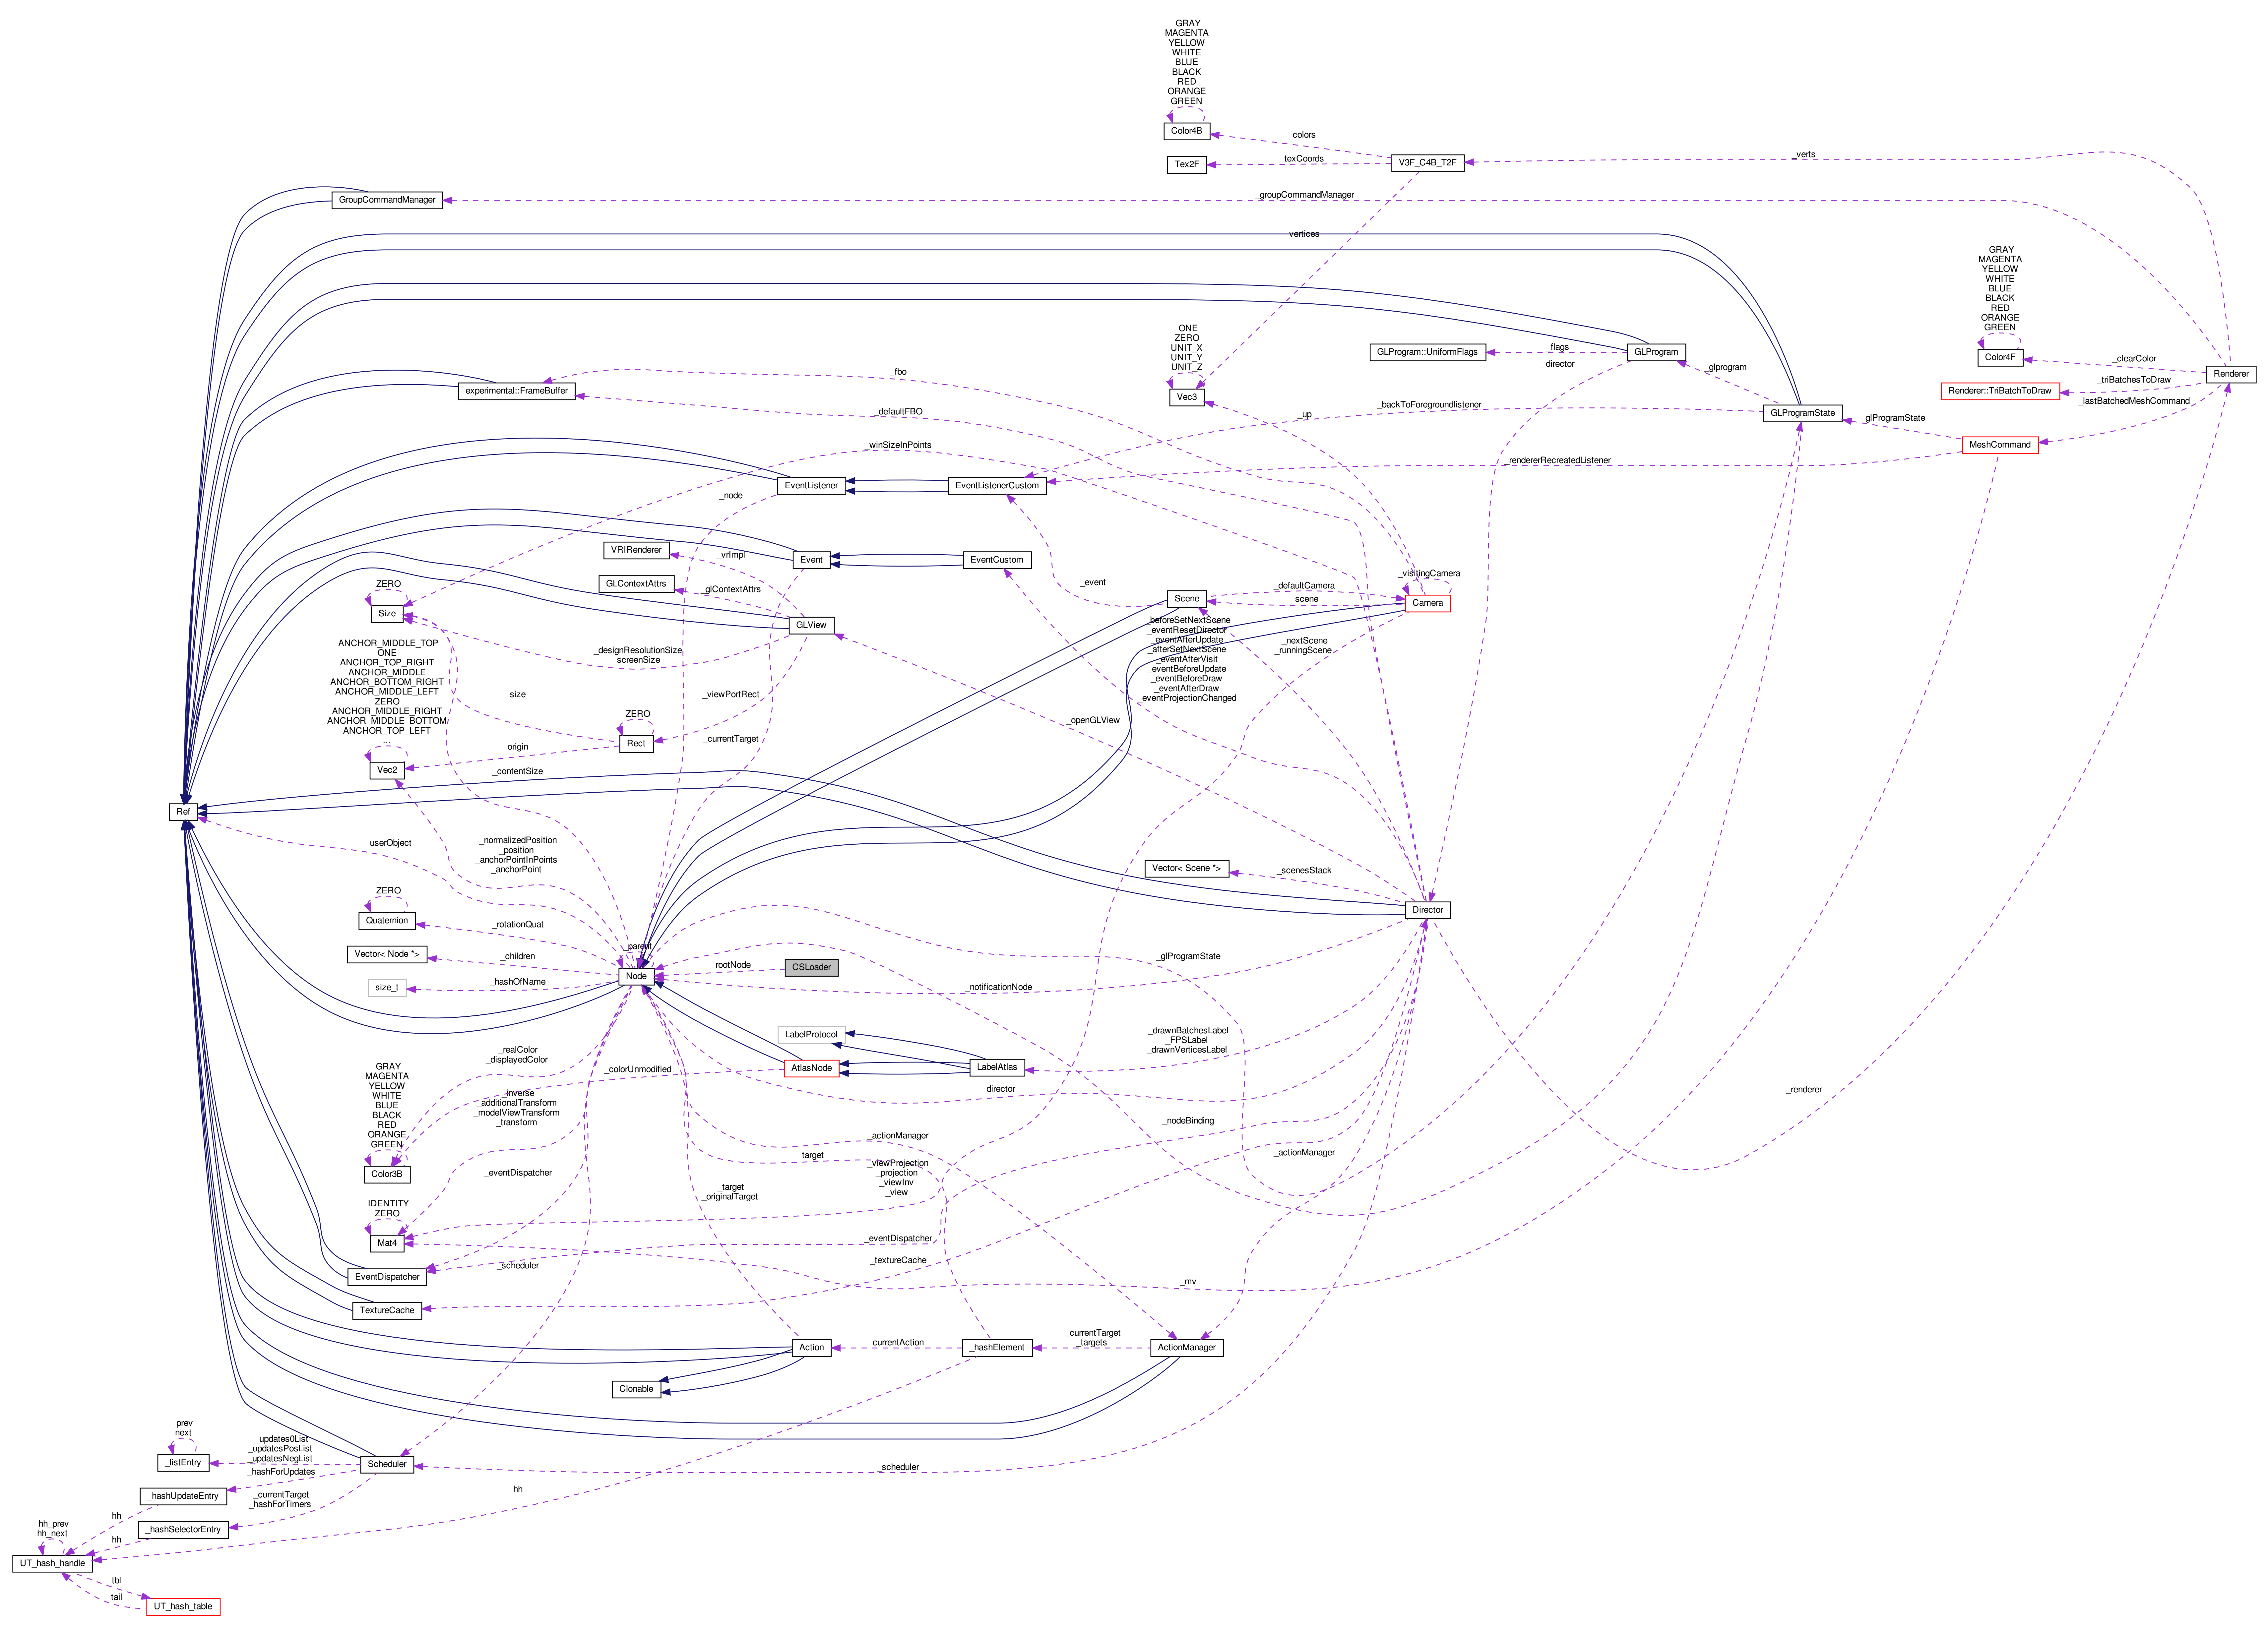 GRAY
MAGENTA
YELLOW
WHITE
BLUE
BLACK
RED
ORANGE
GREEN
Color4B
colors
Tex2F
texCoords
V3F_C4B_T2F
_verts
GroupCommandManager
_groupCommandManager
vertices
GRAY
MAGENTA
YELLOW
WHITE
BLUE
BLACK
RED
ORANGE
GREEN
Color4F
_clearColor
Renderer
Renderer::TriBatchToDraw
_triBatchesToDraw
_lastBatchedMeshCommand
ONE
ZERO
UNIT_X
UNIT_Y
UNIT_Z
Vec3
GLProgram::UniformFlags
_flags
GLProgram
_director
_glprogram
GLProgramState
_glProgramState
MeshCommand
experimental::FrameBuffer
_fbo
_defaultFBO
_up
_backToForegroundlistener
_winSizeInPoints
_rendererRecreatedListener
EventListener
EventListenerCustom
_node
VRIRenderer
_vrImpl
Event
EventCustom
GLContextAttrs
_glContextAttrs
_event
Scene
_defaultCamera
_scene
_visitingCamera
Camera
ZERO
Size
GLView
_designResolutionSize
_screenSize
_beforeSetNextScene
_eventResetDirector
_eventAfterUpdate
_afterSetNextScene
_eventAfterVisit
_eventBeforeUpdate
_eventBeforeDraw
_eventAfterDraw
_eventProjectionChanged
_nextScene
_runningScene
ANCHOR_MIDDLE_TOP
ONE
ANCHOR_TOP_RIGHT
ANCHOR_MIDDLE
ANCHOR_BOTTOM_RIGHT
ANCHOR_MIDDLE_LEFT
ZERO
ANCHOR_MIDDLE_RIGHT
ANCHOR_MIDDLE_BOTTOM
ANCHOR_TOP_LEFT
...
Vec2
size
origin
ZERO
Rect
_viewPortRect
_currentTarget
_openGLView
_contentSize
Ref
_userObject
_normalizedPosition
_position
_anchorPointInPoints
_anchorPoint
Vector< Scene *>
_scenesStack
Director
ZERO
Quaternion
_rotationQuat
Vector< Node *>
_children
size_t
_hashOfName
_parent
Node
_rootNode
CSLoader
_glProgramState
_notificationNode
LabelProtocol
AtlasNode
LabelAtlas
_drawnBatchesLabel
_FPSLabel
_drawnVerticesLabel
_realColor
_displayedColor
_colorUnmodified
_director
_renderer
GRAY
MAGENTA
YELLOW
WHITE
BLUE
BLACK
RED
ORANGE
GREEN
Color3B
_inverse
_additionalTransform
_modelViewTransform
_transform
_nodeBinding
_actionManager
_actionManager
target
_viewProjection
_projection
_viewInv
_view
_eventDispatcher
_target
_originalTarget
IDENTITY
ZERO
Mat4
_eventDispatcher
_textureCache
_mv
EventDispatcher
_scheduler
TextureCache
Action
currentAction
_hashElement
_currentTarget
_targets
ActionManager
Clonable
prev
next
_listEntry
_updates0List
_updatesPosList
_updatesNegList
Scheduler
_scheduler
_hashForUpdates
_hashUpdateEntry
_currentTarget
_hashForTimers
_hashSelectorEntry
hh
hh
hh
hh_prev
hh_next
UT_hash_handle
tbl
tail
UT_hash_table